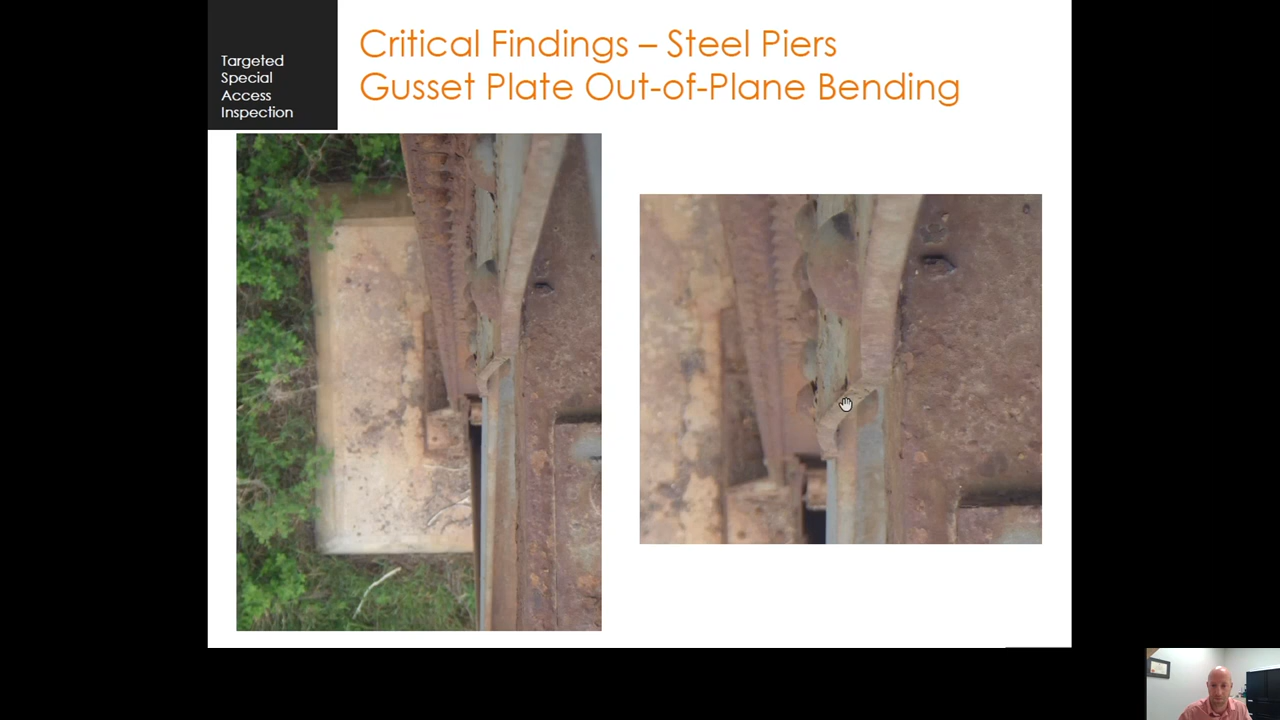 Targeted
Special
Access
Inspection
Critical Findings – Steel Piers
Gusset Plate Out-of-Plane Bending